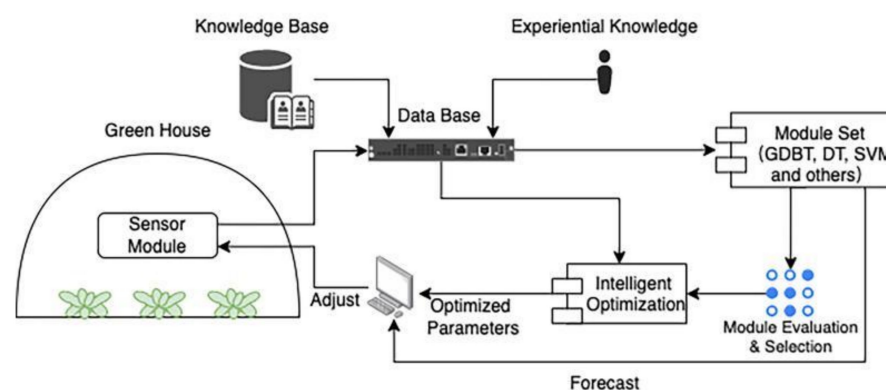 Knowledge Base
Experiential Knowledge
Data Base
Green House
Module Set
(GDBT, DT, SVM
and others)
Sensor
Module
Intelligent
Optimization
Adjust
Optimized
Parameters
Module Evaluation
& Selection
Forecast